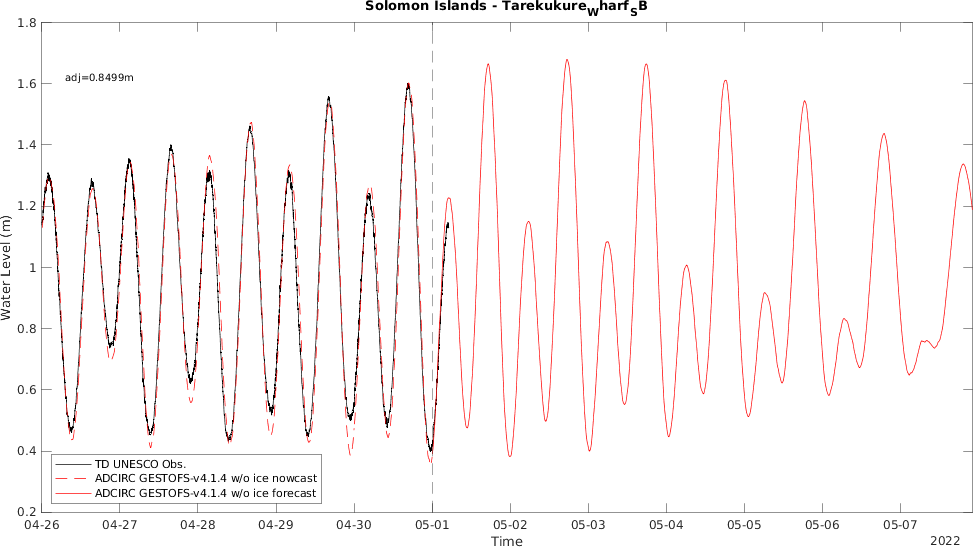 Solomon Islands - Tarekukure_Wharf_SB
1.8
adj=0.8499m
1.6
1.4
1.2
1
0.8
0.6
0.4
0.2
Water Level (m)
TD UNESCO Obs.
ADCIRC GESTOFS-v4.1.4 w/o ice nowcast
ADCIRC GESTOFS-v4.1.4 w/o ice forecast
04-26 04-27 04-28 04-29 04-30 05-01 05-02 05-03 05-04 05-05 05-06 05-07
Time
2022